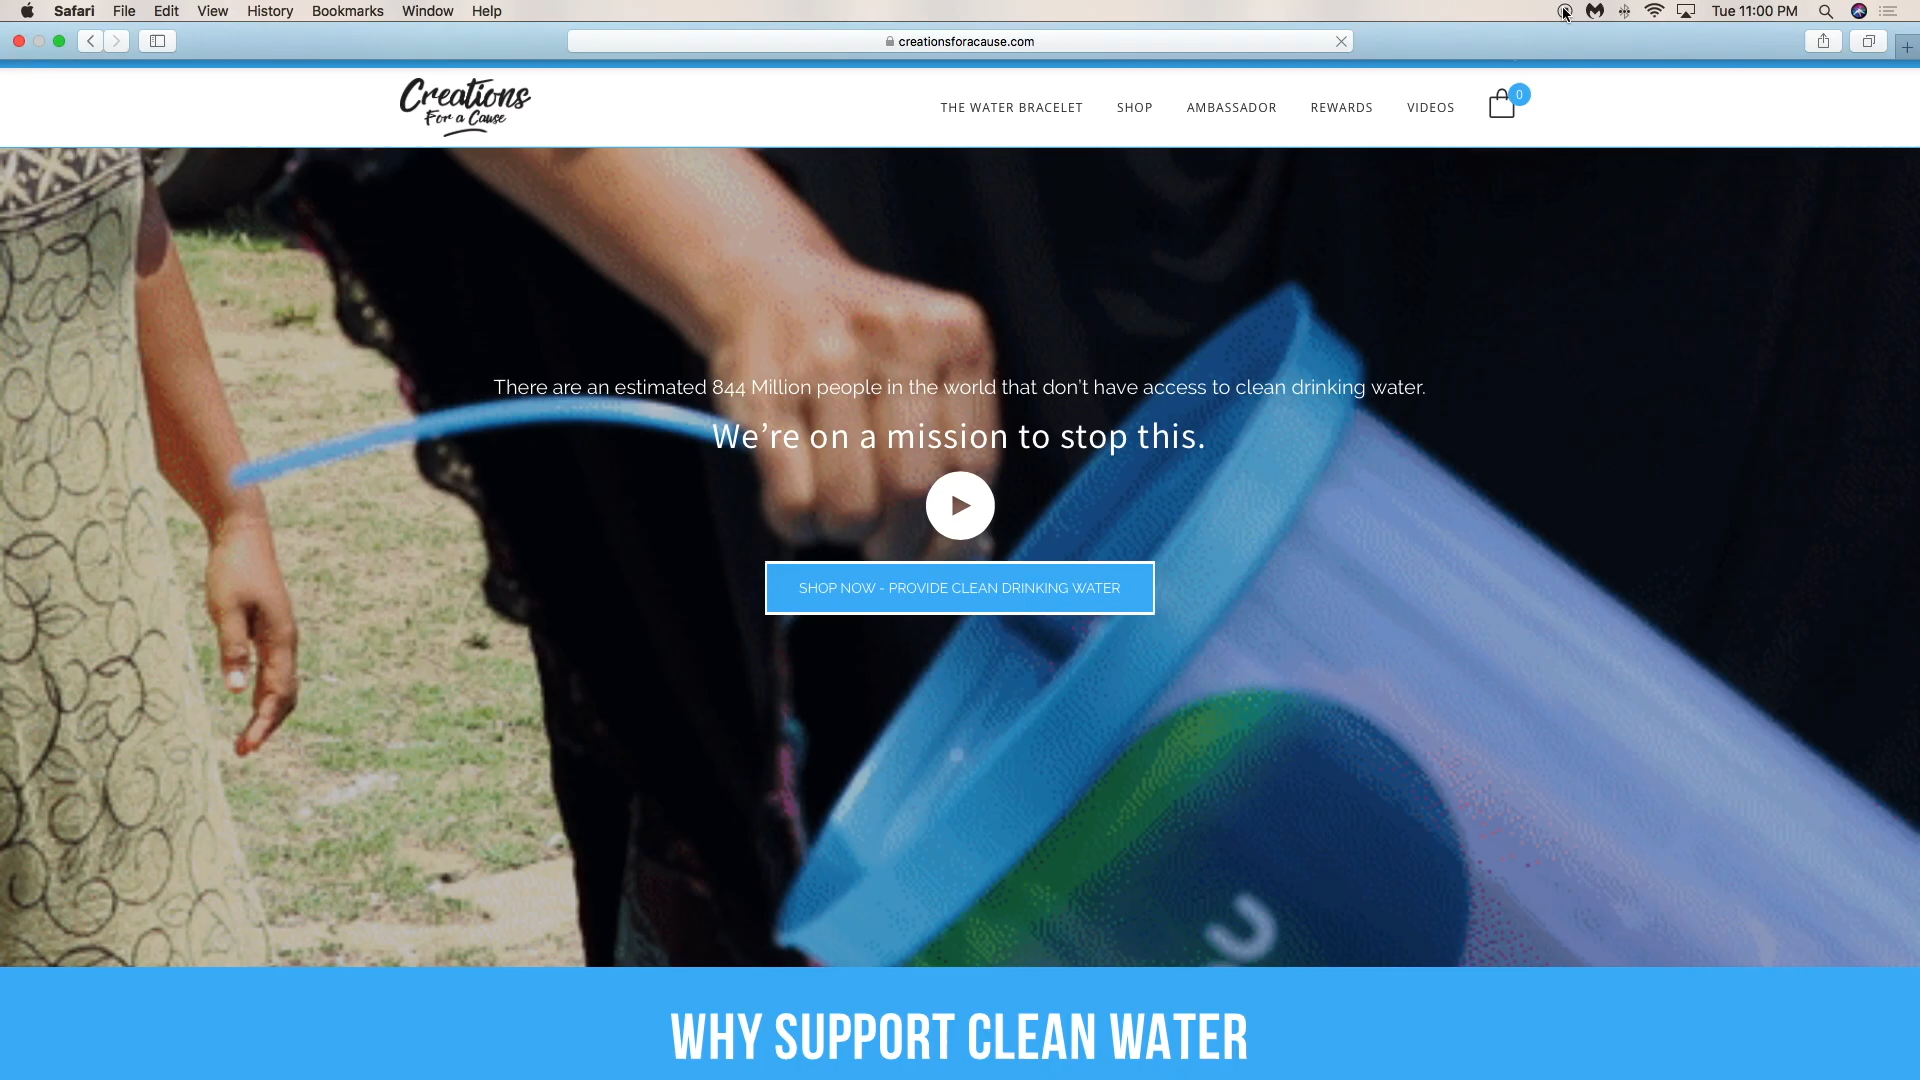 Safari File Edit View History Bookmarks Window Help Tue 11:00 PM
creationsforacause.com
Creations
For a Cause
THE WATER BRACELET SHOP AMBASSADOR REWARDS VIDEOS 0
There are an estimated 844 Million people in the world that don't have access to clean drinking water.
We're on a mission to stop this.
SHOP NOW - PROVIDE CLEAN DRINKING WATER
WHY SUPPORT CLEAN WATER